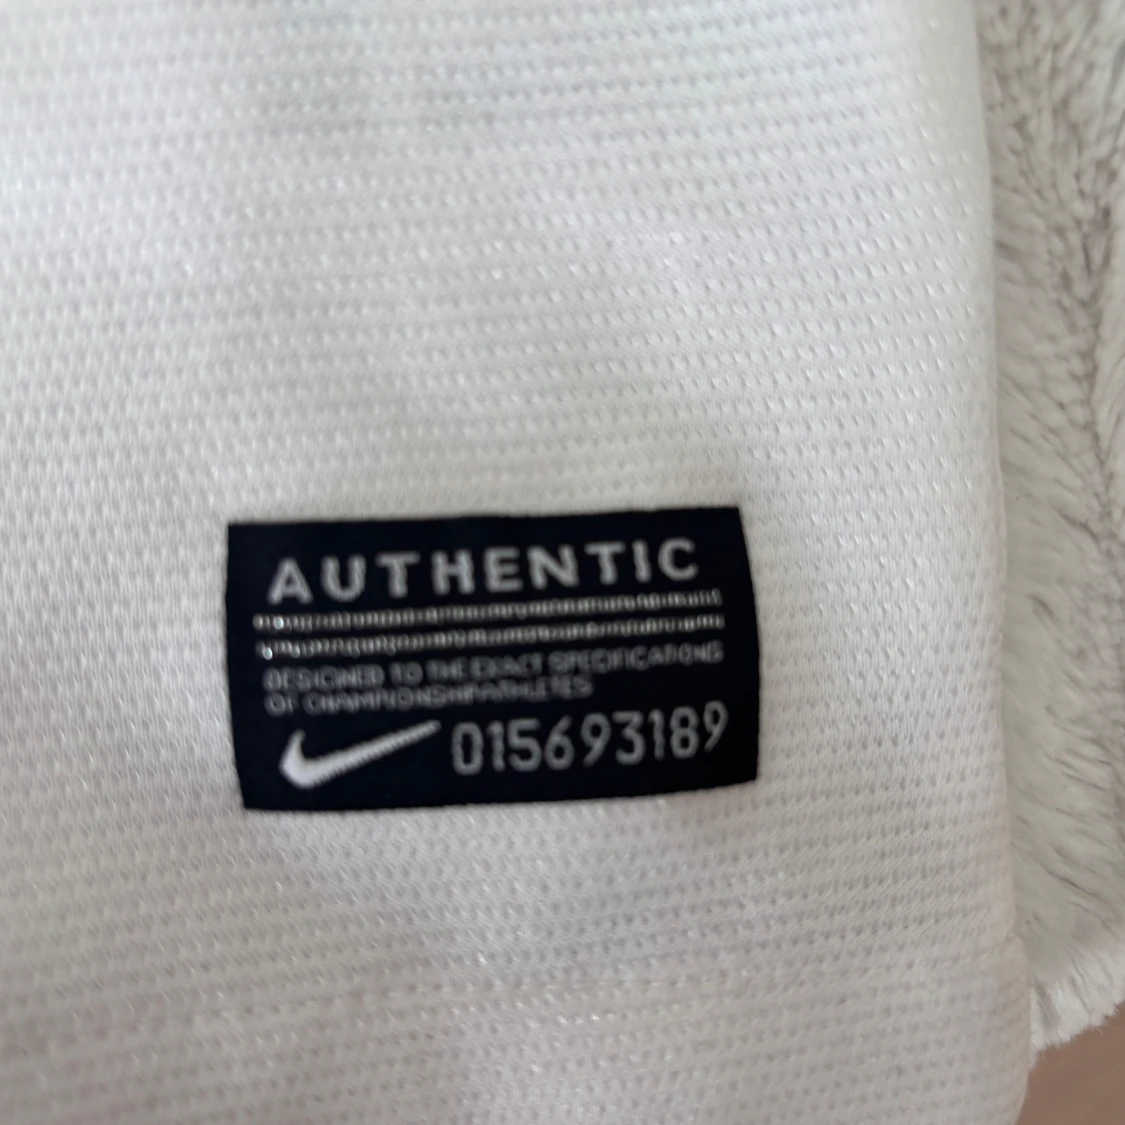 AUTHENTIC
DESIGNED TO THE EXACT SPECIFICATIONS
OF CHAMPIONSHIP ATHLETES
015693189